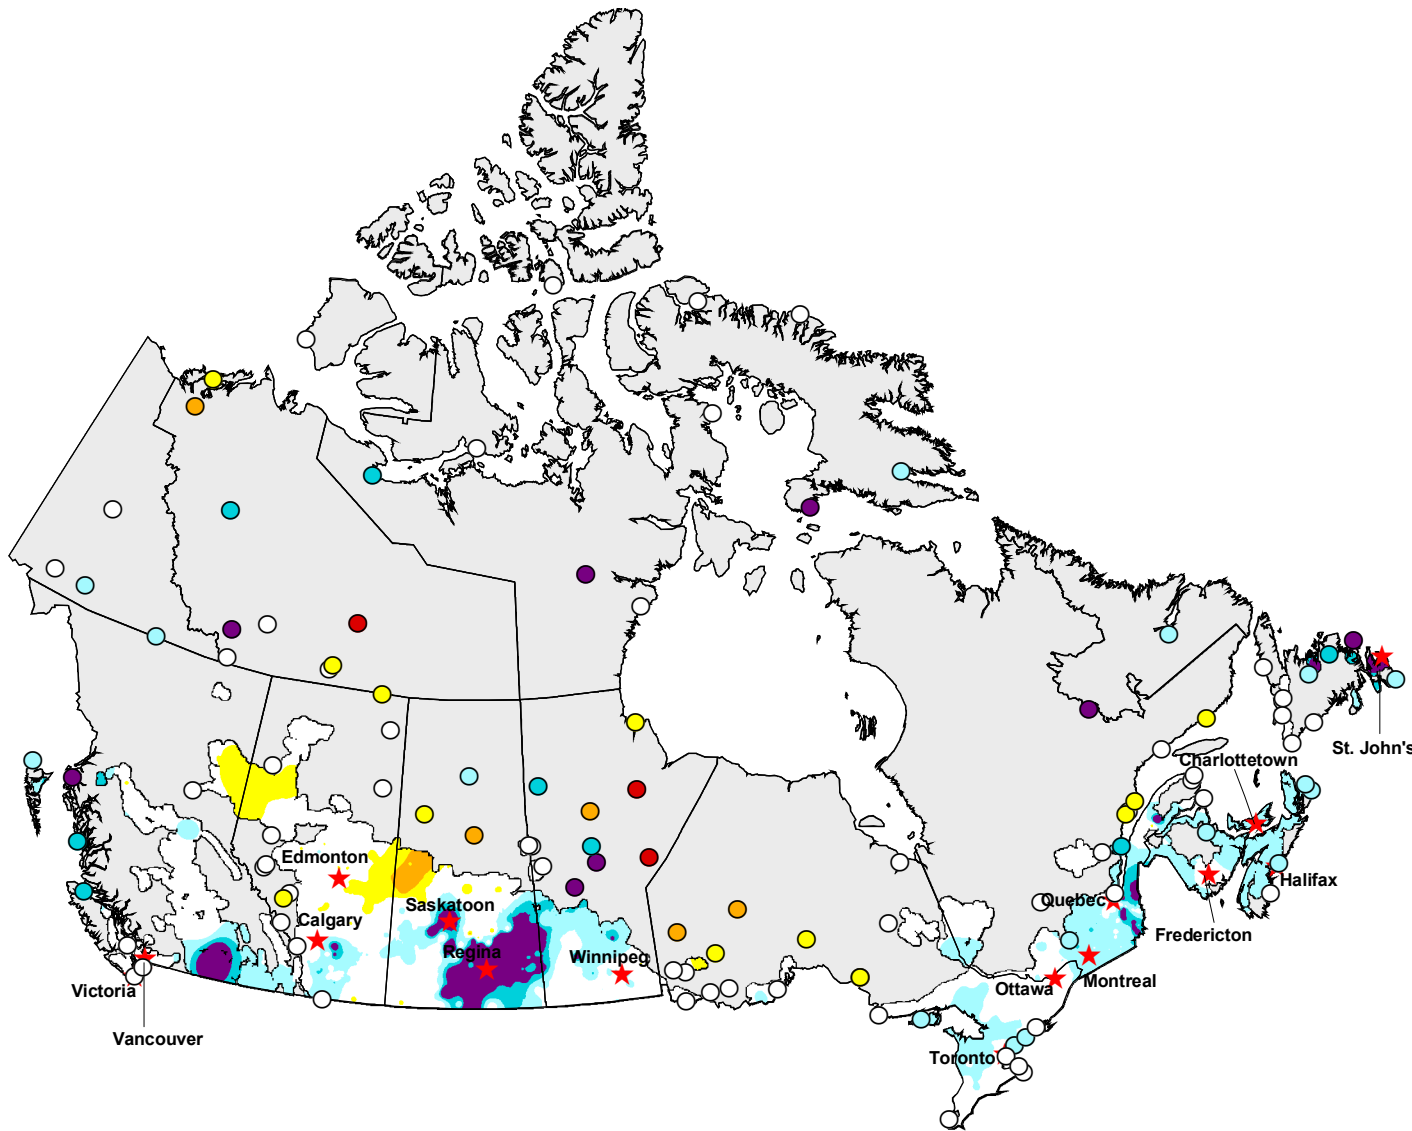 St. John's
Charlottetown
Edmonton
Halifax
Saskatoon
Quebec
Calgary
Fredericton
Regina
Winnipeg
Montreal
Ottawa
Victoria
Vancouver
Toronto